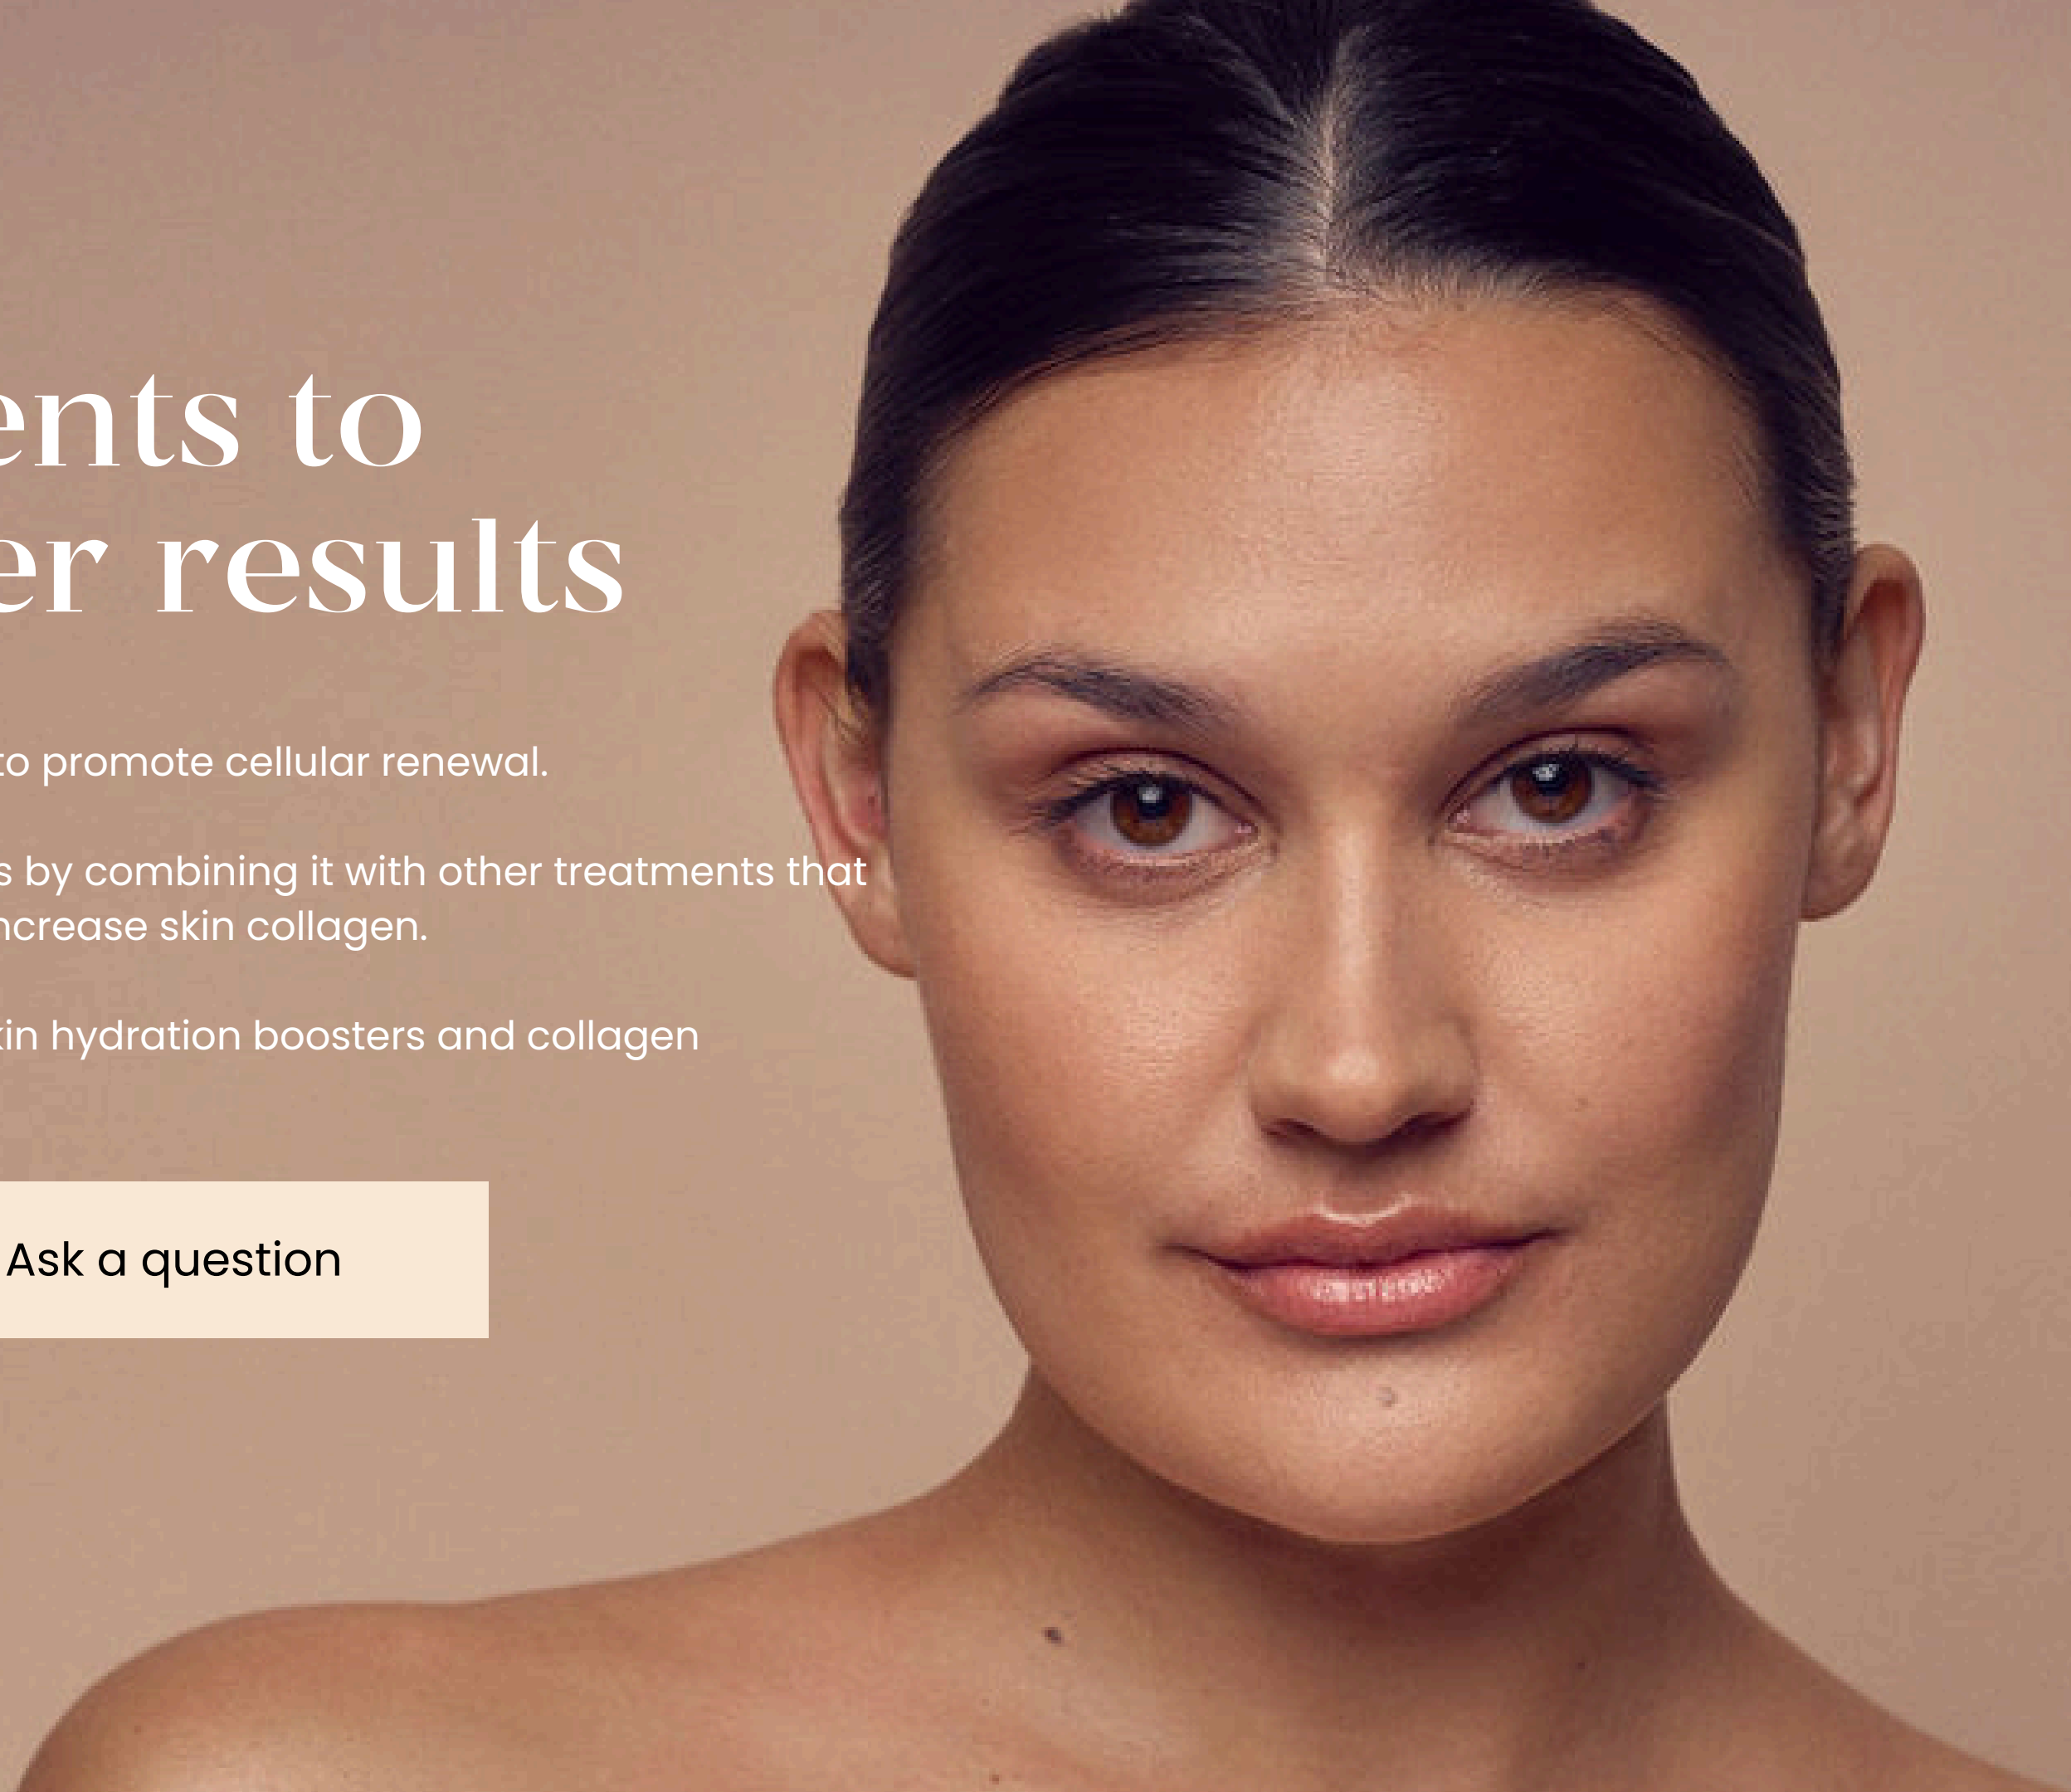 ents to
er results
to promote cellular renewal.
s by combining it with other treatments that
ncrease skin collagen.
kin hydration boosters and collagen
Ask a question